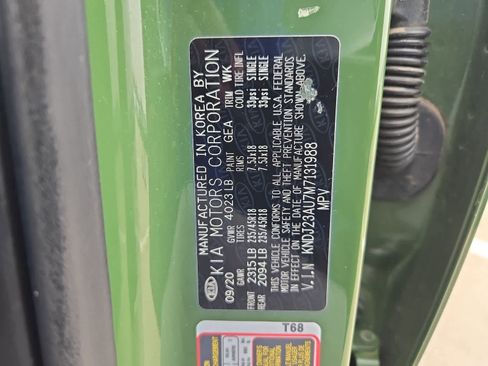 MANUFACTURED IN KOREA BY
KIA MOTORS CORPORATION
09/20 GVWR 4023 LB PAINT GEA TRIM WK
GAWR TIRES RIMS COLD TIRE INFL
FRONT 2315 LB 235/45R18 7.5Jx18 33psi SINGLE
REAR 2094 LB 235/45R18 7.5Jx18 33psi SINGLE
THIS VEHICLE CONFORMS TO ALL APPLICABLE U.S.A. FEDERAL
MOTOR VEHICLE SAFETY AND THEFT PREVENTION STANDARDS
IN EFFECT ON THE DATE OF MANUFACTURE SHOWN ABOVE.
V.I.N KNDJ23AU7M7131988
MPV
KIA
T68